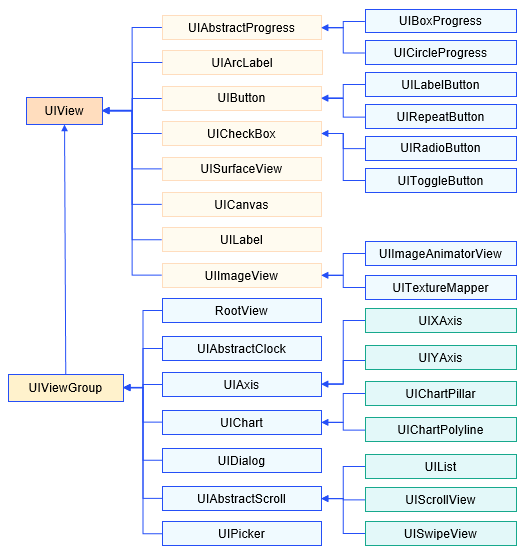 UIView
UIViewGroup
UIAbstractProgress
UIArcLabel
UIButton
UICheckBox
UISurfaceView
UICanvas
UILabel
UIImageView
RootView
UIAbstractClock
UIAxis
UIChart
UIDialog
UIAbstractScroll
UIPicker
UIBoxProgress
UICircleProgress
UILabelButton
UIRepeatButton
UIRadioButton
UIToggleButton
UIImageAnimatorView
UITextureMapper
UIXAxis
UIYAxis
UIChartPillar
UIChartPolyline
UIList
UIScrollView
UISwipeView